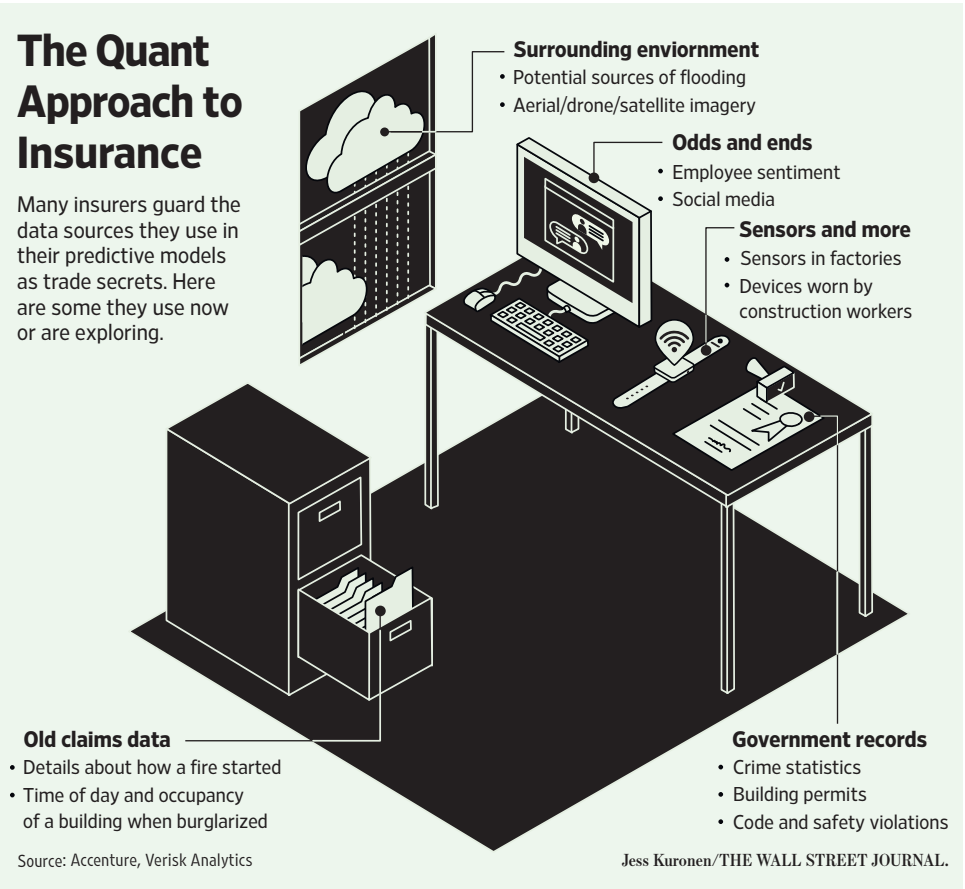 The Quant
Approach to
Insurance
Many insurers guard the
data sources they use in
their predictive models
as trade secrets. Here
are some they use now
or are exploring.
Surrounding enviornment
• Potential sources of flooding
• Aerial/drone/satellite imagery
Odds and ends
• Employee sentiment
• Social media
Sensors and more
• Sensors in factories
• Devices worn by
construction workers
Old claims data
• Details about how a fire started
• Time of day and occupancy
of a building when burglarized
Government records
• Crime statistics
• Building permits
• Code and safety violations
Source: Accenture, Verisk Analytics
Jess Kuronen/THE WALL STREET JOURNAL.